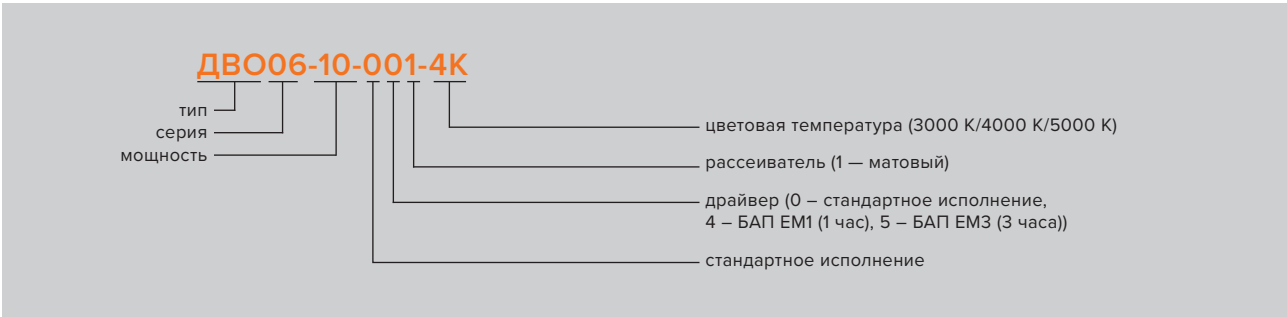 ДВО06-10-001-4К
тип
серия
мощность
цветовая температура (3000 К/4000 К/5000 К)
рассеиватель (1 — матовый)
драйвер (0 – стандартное исполнение,
4 – БАП ЕМ1 (1 час), 5 – БАП ЕМ3 (3 часа))
стандартное исполнение